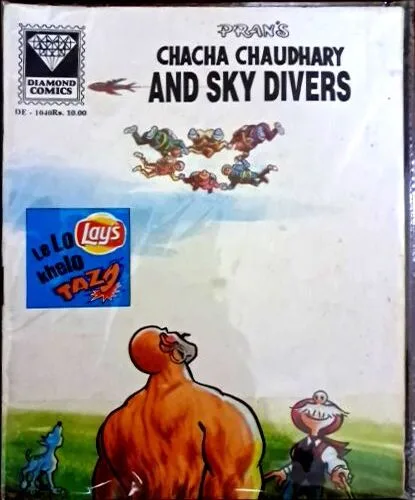 PRAN'S
CHACHA CHAUDHARY
AND SKY DIVERS
DIAMOND
COMICS
DE - 1040Rs. 10.00
Le Lo
Lay's
khelo
TAZO